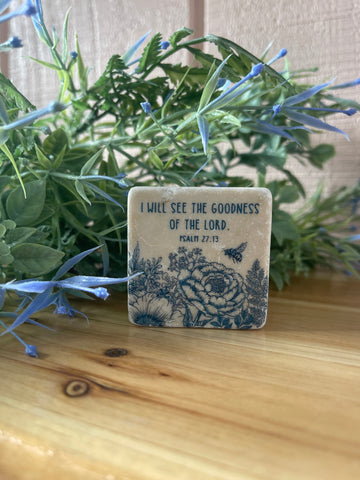 I WILL SEE THE GOODNESS
OF THE LORD.
PSALM 27:13